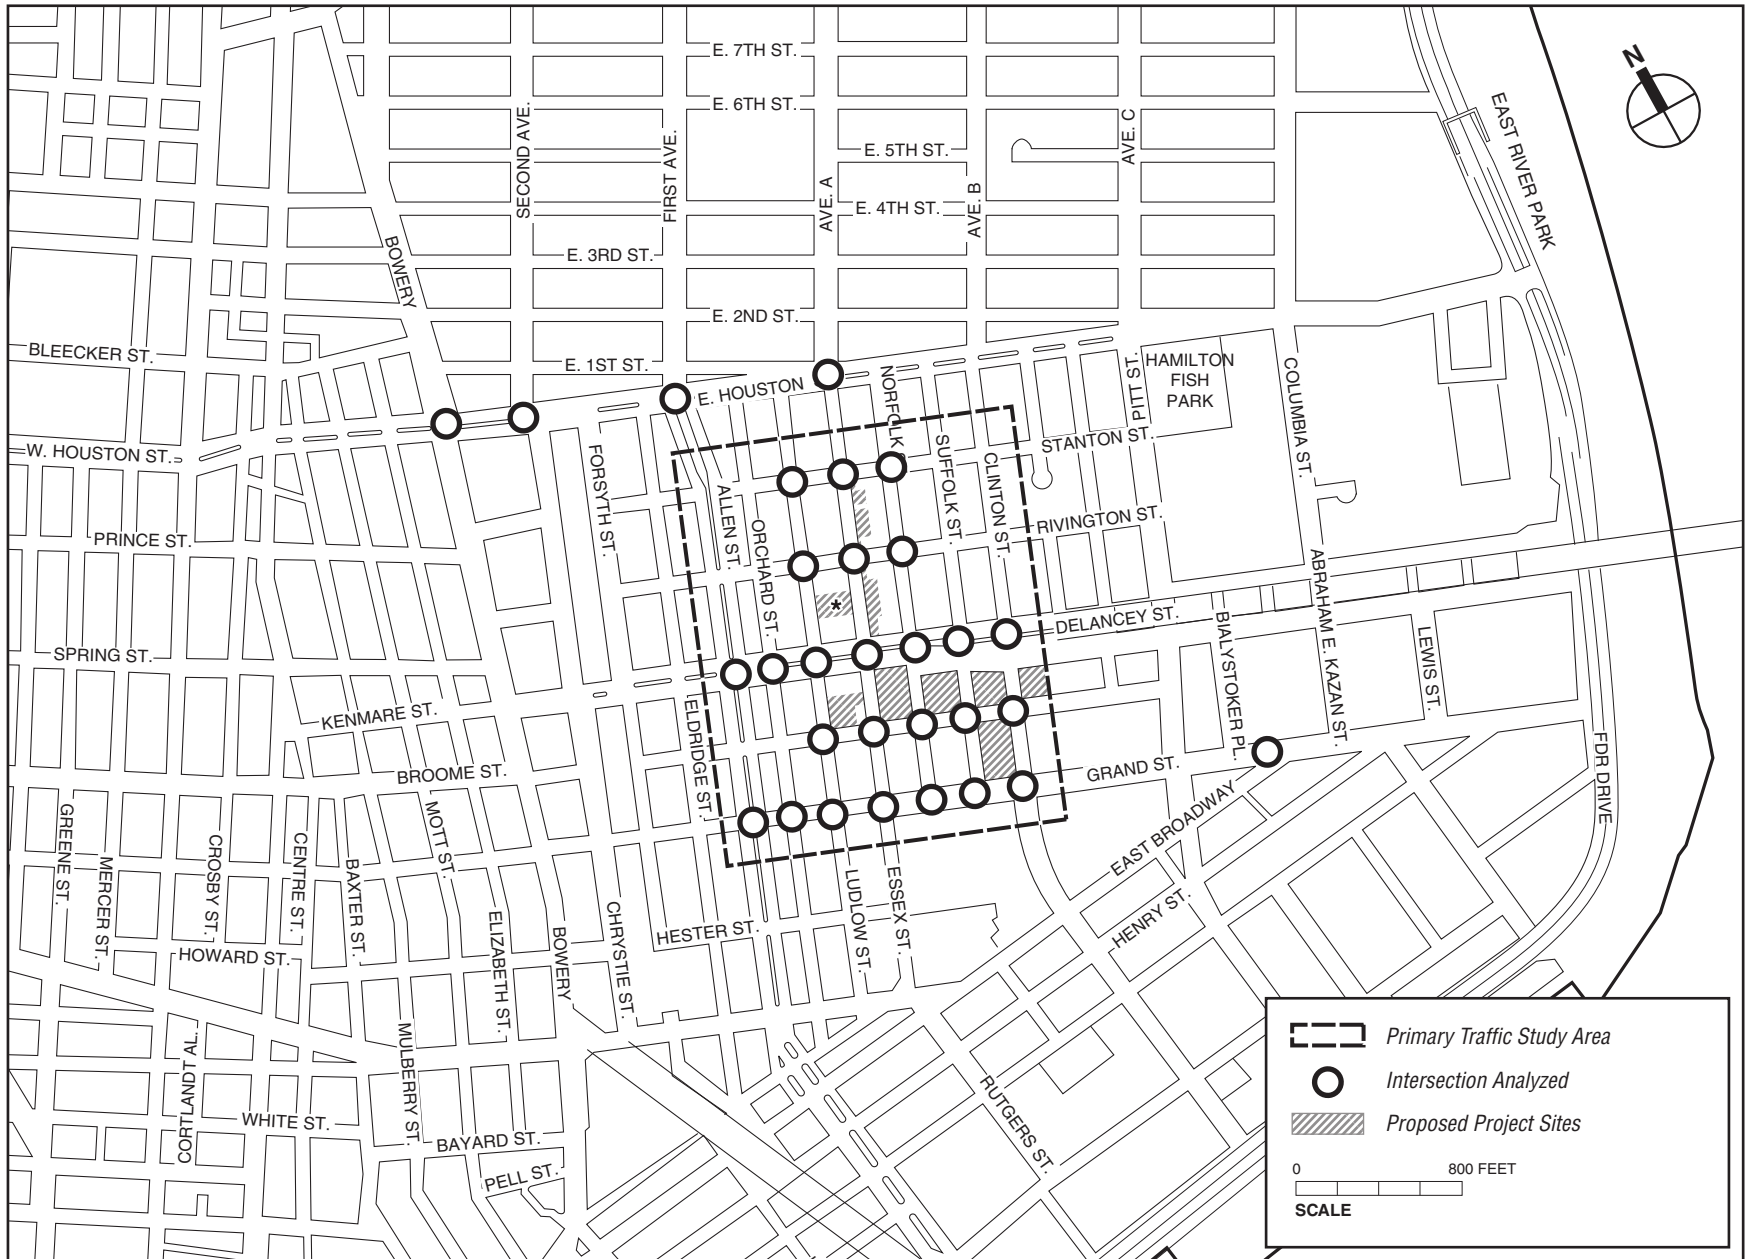 E. 7TH ST.
E. 6TH ST.
SECOND AVE.
FIRST AVE.
E. 5TH ST.
AVE. C
AVE. A
E. 4TH ST.
AVE. B
N
EAST RIVER PARK
BOWERY
E. 3RD ST.
E. 2ND ST.
BLEECKER ST.
E. 1ST ST.
E. HOUSTON
NORFOLK
PITT ST.
HAMILTON
FISH
PARK
COLUMBIA ST.
W. HOUSTON ST.
FORSYTH ST.
SUFFOLK ST.
CLINTON ST.
STANTON ST.
ALLEN ST.
ORCHARD ST.
RIVINGTON ST.
PRINCE ST.
*
ABRAHAM E. KAZAN ST.
DELANCEY ST.
BIALYSTOKER PL.
LEWIS ST.
SPRING ST.
KENMARE ST.
ELDRIDGE ST.
BROOME ST.
GRAND ST.
FDR DRIVE
EAST BROADWAY
GREENE ST.
MERCER ST.
CROSBY ST.
CENTRE ST.
BAXTER ST.
MOTT ST.
ELIZABETH ST.
BOWERY
CHRYSTIE ST.
HESTER ST.
LUDLOW ST.
ESSEX ST.
HENRY ST.
HOWARD ST.
CORTLANDT AL.
MULBERRY ST.
WHITE ST.
BAYARD ST.
PELL ST.
RUTGERS ST.
Primary Traffic Study Area
Intersection Analyzed
Proposed Project Sites
0 800 FEET
SCALE